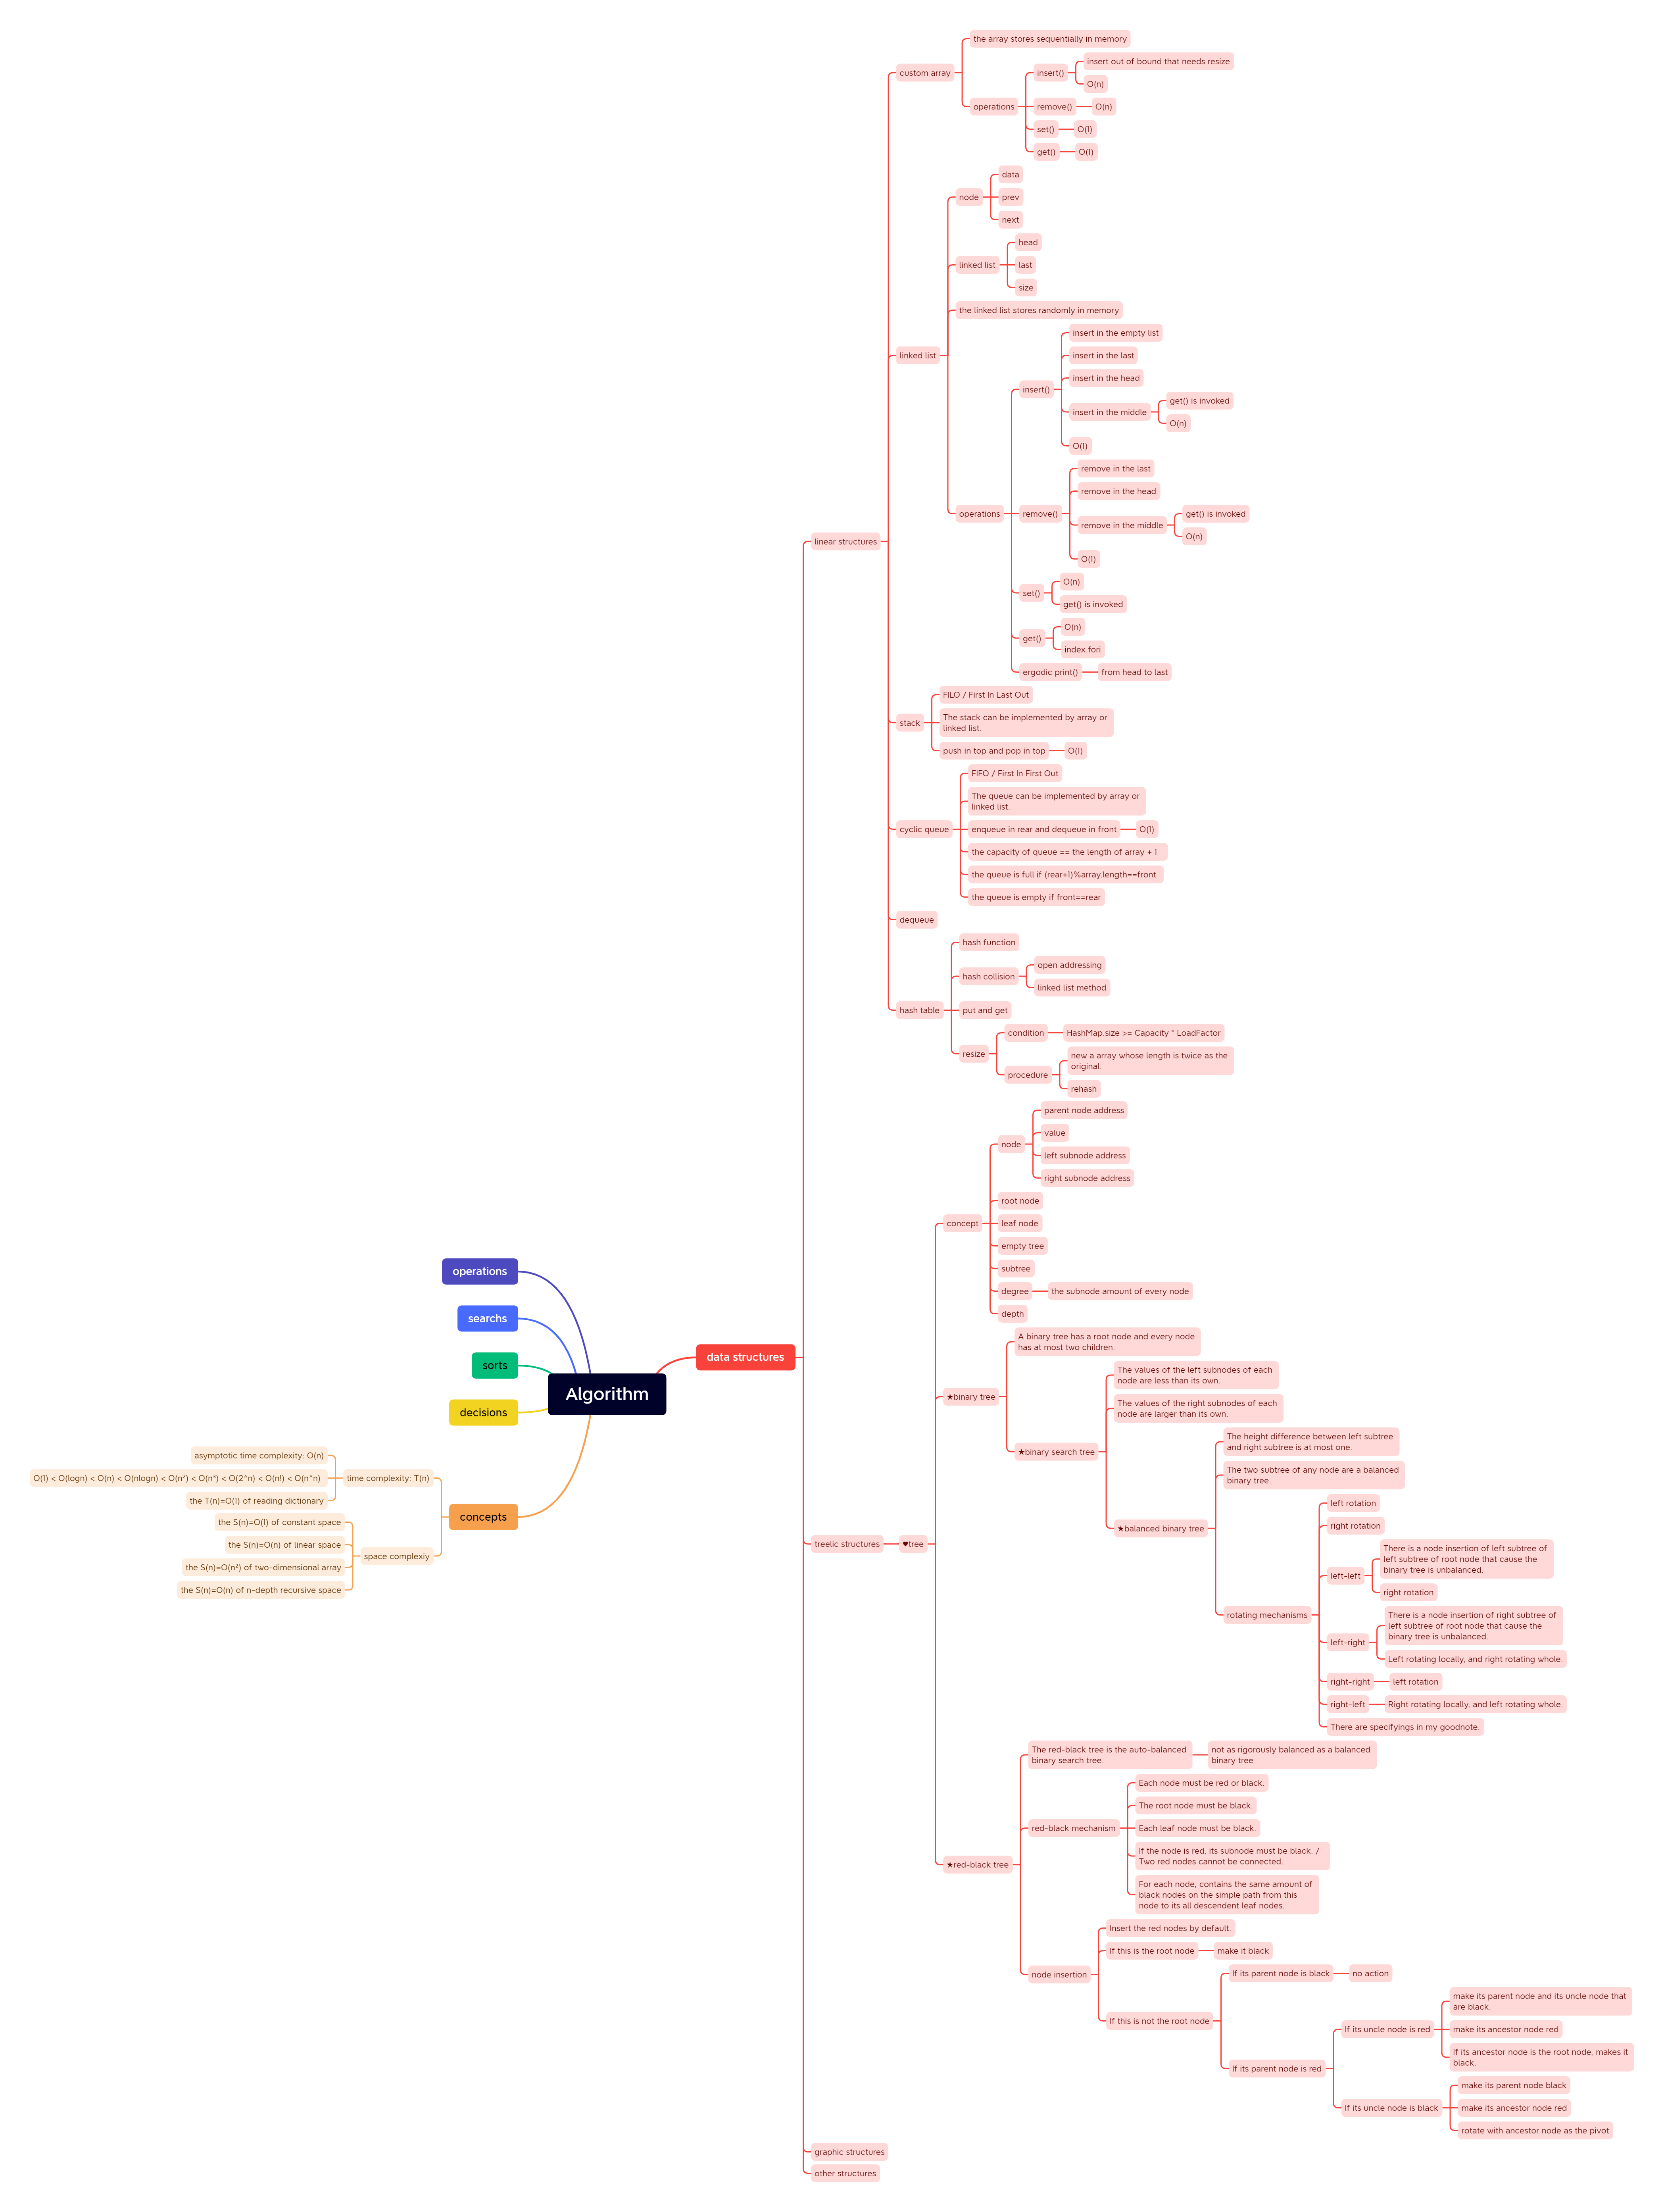 Algorithm
operations
searchs
sorts
decisions
concepts
time complexity: T(n)
asymptotic time complexity: O(n)
O(1) < O(logn) < O(n) < O(nlogn) < O(n²) < O(n³) < O(2^n) < O(n!) < O(n^n)
the T(n)=O(1) of reading dictionary
space complexiy
the S(n)=O(1) of constant space
the S(n)=O(n) of linear space
the S(n)=O(n²) of two-dimensional array
the S(n)=O(n) of n-depth recursive space
data structures
linear structures
custom array
the array stores sequentially in memory
operations
insert()
insert out of bound that needs resize
O(n)
remove()
O(n)
set()
O(1)
get()
O(1)
linked list
node
data
prev
next
linked list
head
last
size
the linked list stores randomly in memory
operations
insert()
insert in the empty list
insert in the last
insert in the head
insert in the middle
get() is invoked
O(n)
O(1)
remove()
remove in the last
remove in the head
remove in the middle
get() is invoked
O(n)
O(1)
set()
O(n)
get() is invoked
get()
O(n)
index.fori
ergodic print()
from head to last
stack
FILO / First In Last Out
The stack can be implemented by array or
linked list.
push in top and pop in top
O(1)
cyclic queue
FIFO / First In First Out
The queue can be implemented by array or
linked list.
enqueue in rear and dequeue in front
O(1)
the capacity of queue == the length of array + 1
the queue is full if (rear+1)%array.length==front
the queue is empty if front==rear
dequeue
hash table
hash function
hash collision
open addressing
linked list method
put and get
resize
condition
HashMap.size >= Capacity * LoadFactor
procedure
new a array whose length is twice as the
original.
rehash
treelic structures
♥tree
concept
node
parent node address
value
left subnode address
right subnode address
root node
leaf node
empty tree
subtree
degree
the subnode amount of every node
depth
★binary tree
A binary tree has a root node and every node
has at most two children.
★binary search tree
The values of the left subnodes of each
node are less than its own.
The values of the right subnodes of each
node are larger than its own.
★balanced binary tree
The height difference between left subtree
and right subtree is at most one.
The two subtree of any node are a balanced
binary tree.
rotating mechanisms
left rotation
right rotation
left-left
There is a node insertion of left subtree of
left subtree of root node that cause the
binary tree is unbalanced.
right rotation
left-right
There is a node insertion of right subtree of
left subtree of root node that cause the
binary tree is unbalanced.
Left rotating locally, and right rotating whole.
right-right
left rotation
right-left
Right rotating locally, and left rotating whole.
There are specifyings in my goodnote.
★red-black tree
The red-black tree is the auto-balanced
binary search tree.
not as rigorously balanced as a balanced
binary tree
red-black mechanism
Each node must be red or black.
The root node must be black.
Each leaf node must be black.
If the node is red, its subnode must be black. /
Two red nodes cannot be connected.
For each node, contains the same amount of
black nodes on the simple path from this
node to its all descendent leaf nodes.
node insertion
Insert the red nodes by default.
If this is the root node
make it black
If this is not the root node
If its parent node is black
no action
If its parent node is red
If its uncle node is red
make its parent node and its uncle node that
are black.
make its ancestor node red
If its ancestor node is the root node, makes it
black.
If its uncle node is black
make its parent node black
make its ancestor node red
rotate with ancestor node as the pivot
graphic structures
other structures